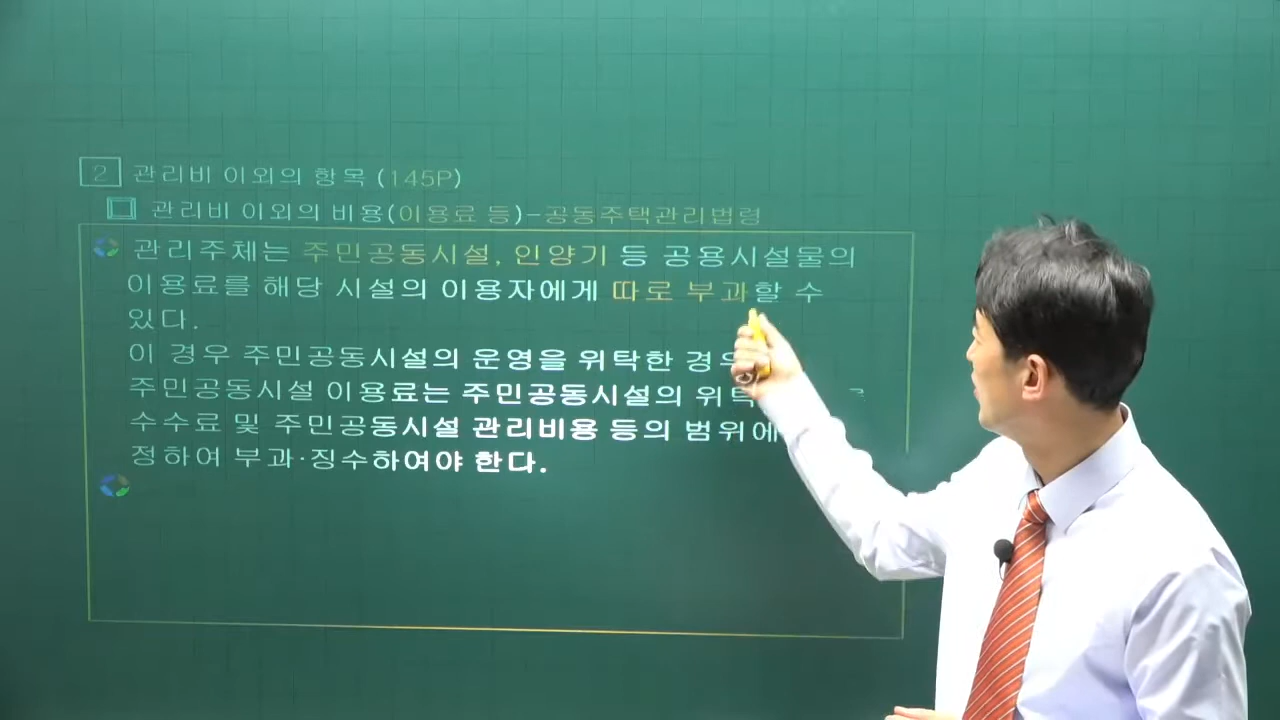 2 관리비 이외의 항목 (145P)
관리비 이외의 비용(이용료 등)-공동주택관리법령
관리주체는 주민공동시설, 인양기 등 공용시설물의
이용료를 해당 시설의 이용자에게 따로 부과할 수
있다.
이 경우 주민공동시설의 운영을 위탁한 경우
주민공동시설 이용료는 주민공동시설의
수수료 및 주민공동시설 관리비용 등의 범위에
정하여 부과·징수하여야 한다.